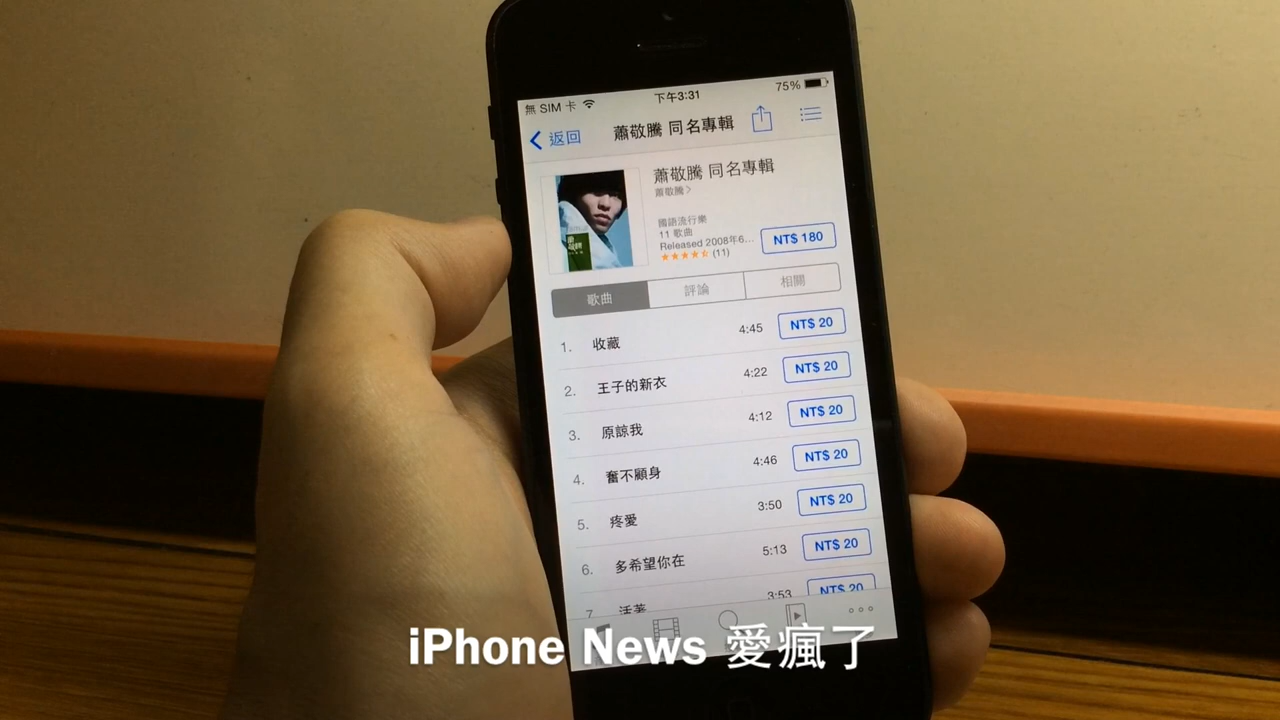 無 SIM 卡 下午3:31 75%
返回 蕭敬騰 同名專輯
蕭敬騰 同名專輯
蕭敬騰
國語流行樂
11 歌曲
Released 2008年6...
(11)
NT$ 180
歌曲 評論 相關
1. 收藏 4:45 NT$ 20
2. 王子的新衣 4:22 NT$ 20
3. 原諒我 4:12 NT$ 20
4. 奮不顧身 4:46 NT$ 20
5. 疼愛 3:50 NT$ 20
6. 多希望你在 5:13 NT$ 20
7 活著 3:53 NT$ 20
iPhone News 愛瘋了